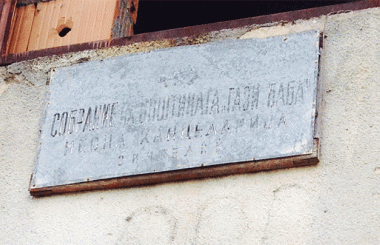 СОБРАНИЕ НА ОПШТИНАТА "ГАЗИ БАБА"
МЕСНА КАНЦЕЛАРИЈА